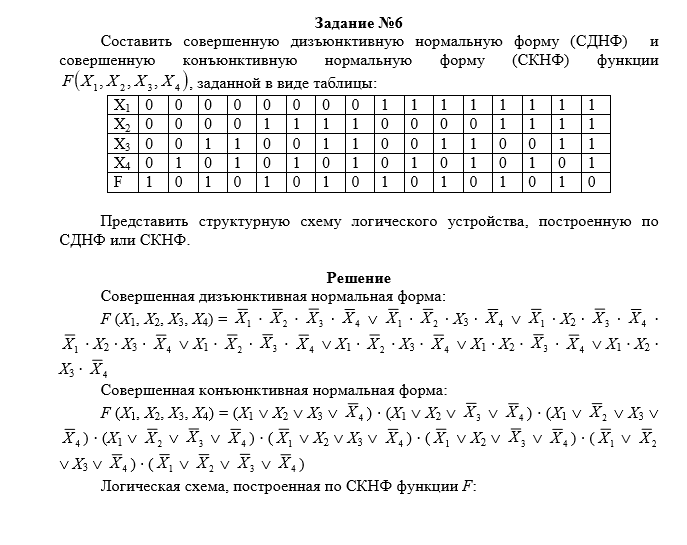 Задание №6
Составить совершенную дизъюнктивную нормальную форму (СДНФ) и
совершенную конъюнктивную нормальную форму (СКНФ) функции
F(X₁, X₂, X₃, X₄), заданной в виде таблицы:
X₁ 0 0 0 0 0 0 0 0 1 1 1 1 1 1 1 1
X₂ 0 0 0 0 1 1 1 1 0 0 0 0 1 1 1 1
X₃ 0 0 1 1 0 0 1 1 0 0 1 1 0 0 1 1
X₄ 0 1 0 1 0 1 0 1 0 1 0 1 0 1 0 1
F 1 0 1 0 1 0 1 0 1 0 1 0 1 0 1 0
Представить структурную схему логического устройства, построенную по
СДНФ или СКНФ.
Решение
Совершенная дизъюнктивная нормальная форма:
F (X₁, X₂, X₃, X₄) = X̅₁ · X̅₂ · X̅₃ · X̅₄ ∨ X̅₁ · X̅₂ · X₃ · X̅₄ ∨ X̅₁ · X₂ · X̅₃ · X̅₄ ·
X̅₁ · X₂ · X₃ · X̅₄ ∨ X₁ · X̅₂ · X̅₃ · X̅₄ ∨ X₁ · X̅₂ · X₃ · X̅₄ ∨ X₁ · X₂ · X̅₃ · X̅₄ ∨ X₁ · X₂ ·
X₃ · X̅₄
Совершенная конъюнктивная нормальная форма:
F (X₁, X₂, X₃, X₄) = (X₁ ∨ X₂ ∨ X₃ ∨ X̅₄) · (X₁ ∨ X₂ ∨ X̅₃ ∨ X̅₄) · (X₁ ∨ X̅₂ ∨ X₃ ∨
X̅₄) · (X₁ ∨ X̅₂ ∨ X̅₃ ∨ X̅₄) · (X̅₁ ∨ X₂ ∨ X₃ ∨ X̅₄) · (X̅₁ ∨ X₂ ∨ X̅₃ ∨ X̅₄) · (X̅₁ ∨ X̅₂
∨ X₃ ∨ X̅₄) · (X̅₁ ∨ X̅₂ ∨ X̅₃ ∨ X̅₄)
Логическая схема, построенная по СКНФ функции F: